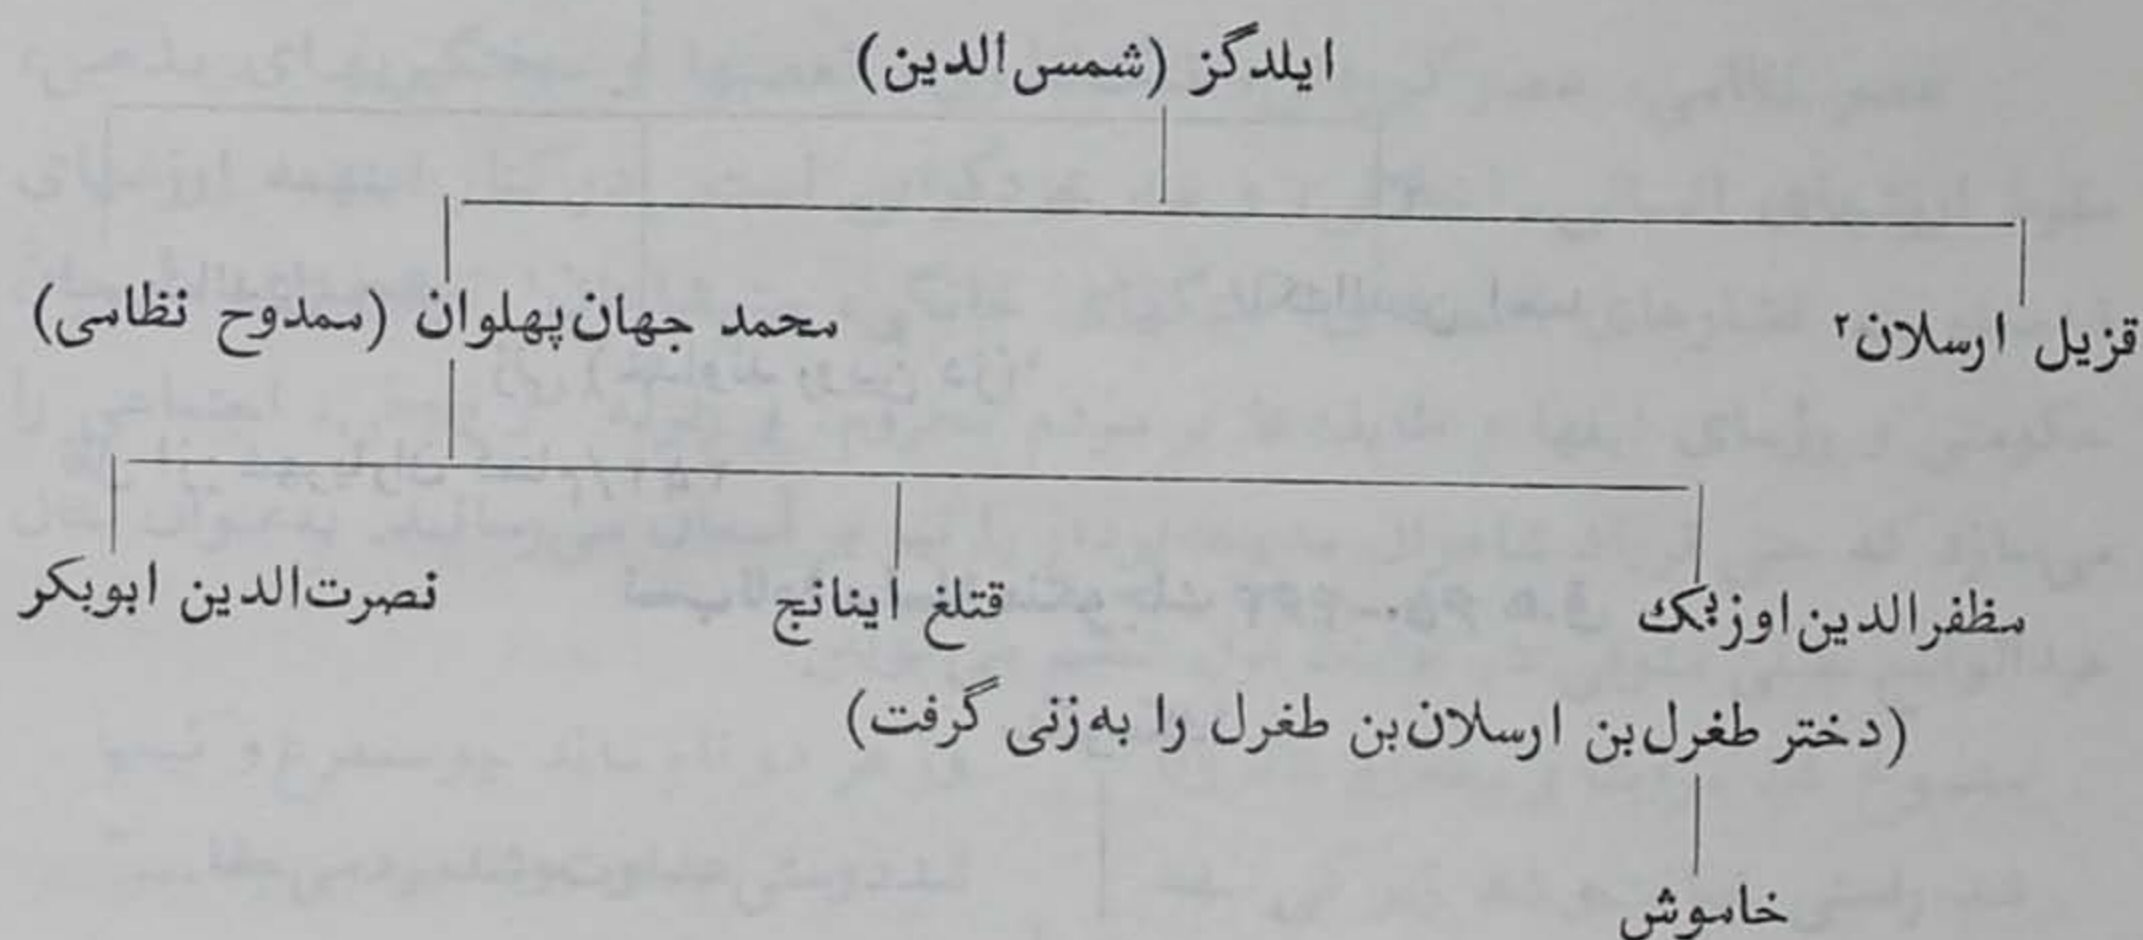 ایلدگز (شمس‌الدین)
قزیل ارسلان۲
محمد جهان‌پهلوان (ممدوح نظامی)
مظفرالدین اوزبک
قتلغ اینانج
نصرت‌الدین ابوبکر
(دختر طغرل‌بن ارسلان‌بن طغرل را به‌زنی گرفت)
خاموش